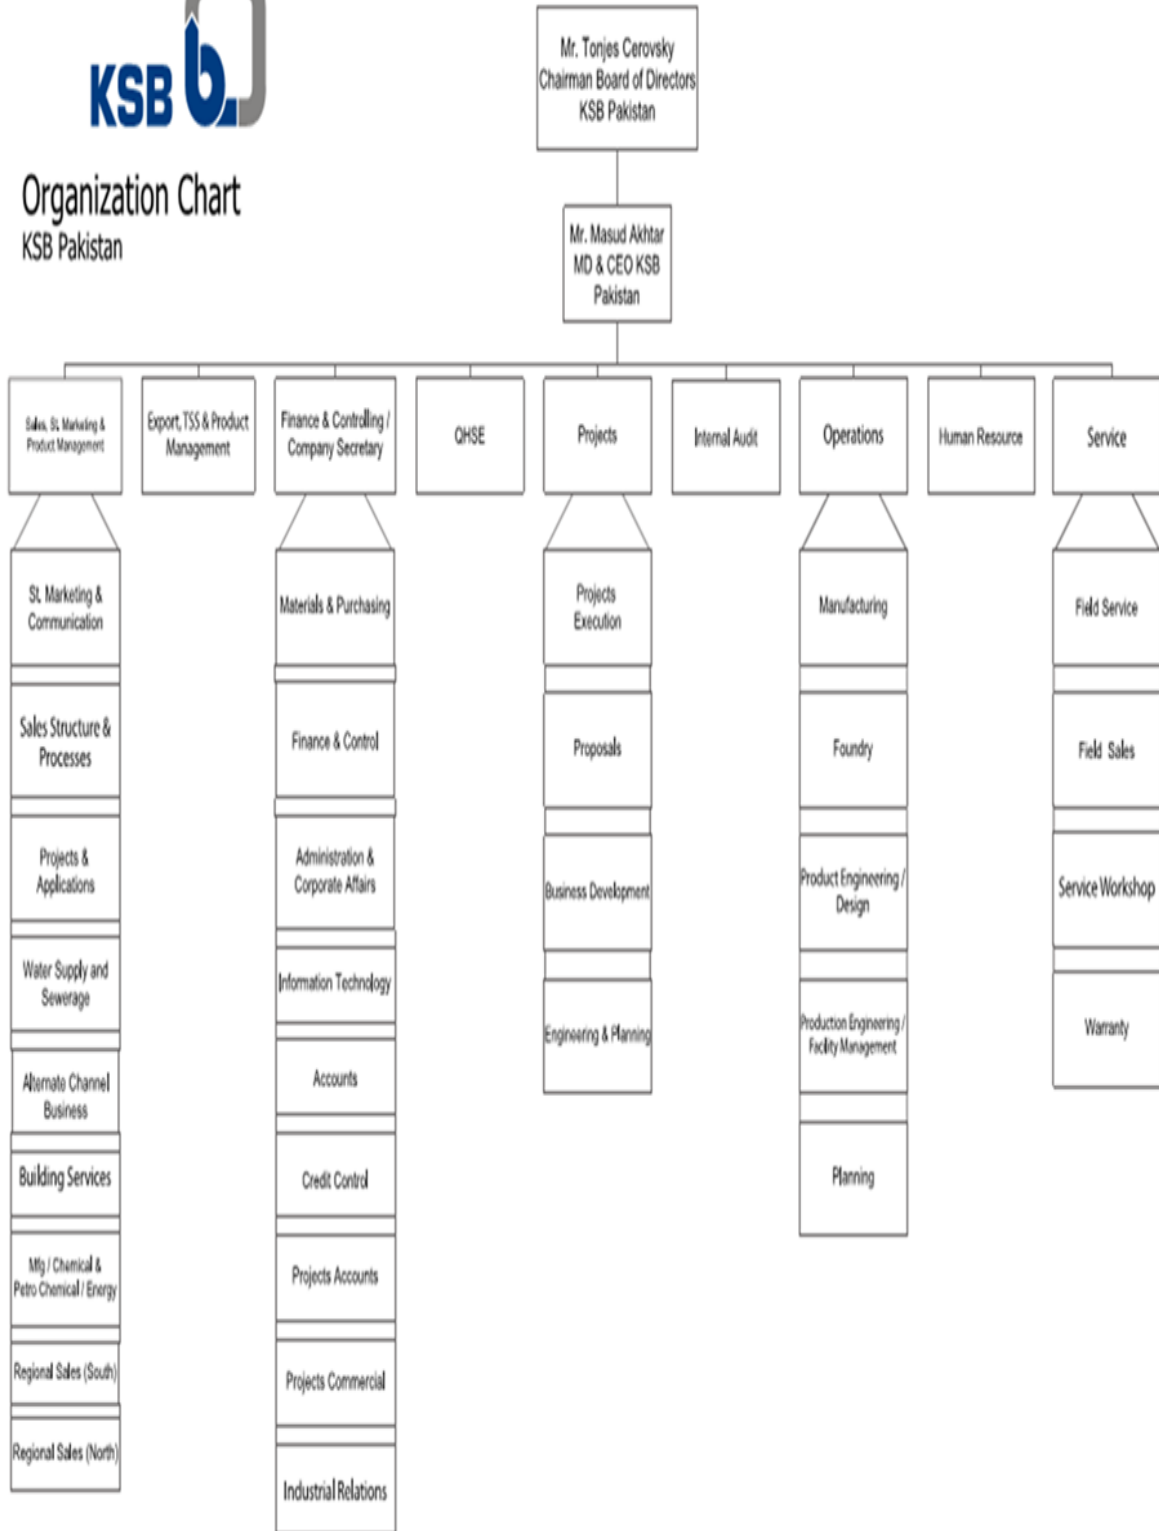 KSB
Organization Chart
KSB Pakistan
Mr. Tonjes Cerovsky
Chairman Board of Directors
KSB Pakistan
Mr. Masud Akhtar
MD & CEO KSB
Pakistan
Sales, St. Marketing &
Product Management
Export, TSS & Product
Management
Finance & Controlling /
Company Secretary
QHSE
Projects
Internal Audit
Operations
Human Resource
Service
St. Marketing &
Communication
Sales Structure &
Processes
Projects &
Applications
Water Supply and
Sewerage
Alternate Channel
Business
Building Services
Mfg / Chemical &
Petro Chemical / Energy
Regional Sales (South)
Regional Sales (North)
Materials & Purchasing
Finance & Control
Administration &
Corporate Affairs
Information Technology
Accounts
Credit Control
Projects Accounts
Projects Commercial
Industrial Relations
Projects
Execution
Proposals
Business Development
Engineering & Planning
Manufacturing
Foundry
Product Engineering /
Design
Production Engineering /
Facility Management
Planning
Field Service
Field Sales
Service Workshop
Warranty